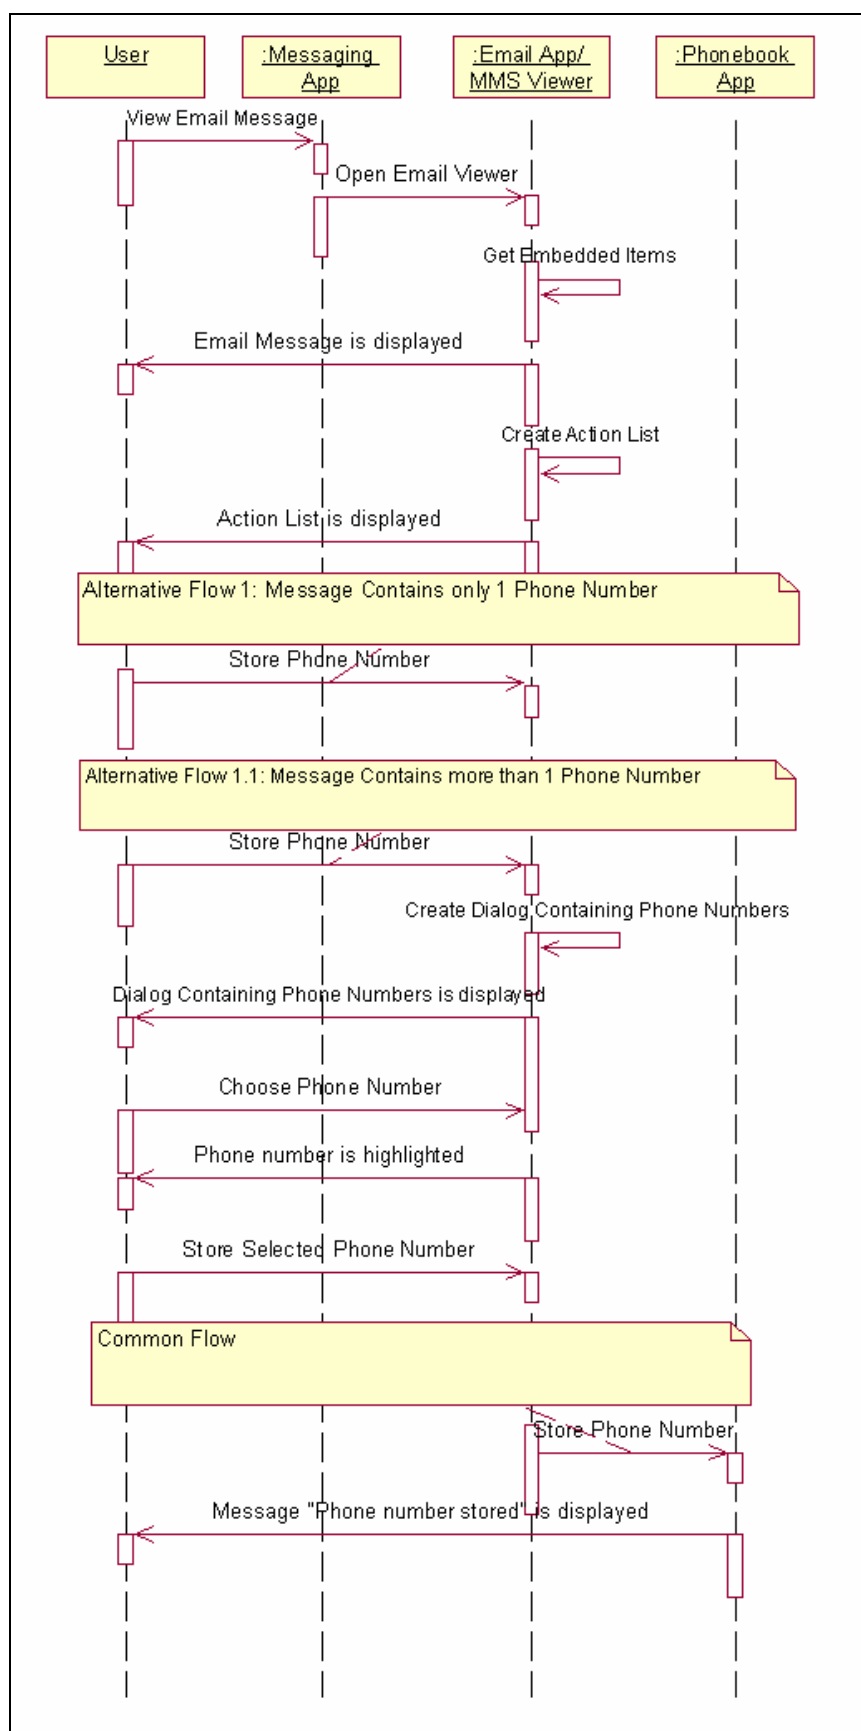 User
:Messaging
App
:Email App/
MMS Viewer
:Phonebook
App
View Email Message
Open Email Viewer
Get Embedded Items
Email Message is displayed
Create Action List
Action List is displayed
Alternative Flow 1: Message Contains only 1 Phone Number
Store Phone Number
Alternative Flow 1.1: Message Contains more than 1 Phone Number
Store Phone Number
Create Dialog Containing Phone Numbers
Dialog Containing Phone Numbers is displayed
Choose Phone Number
Phone number is highlighted
Store Selected Phone Number
Common Flow
Store Phone Number
Message "Phone number stored" is displayed